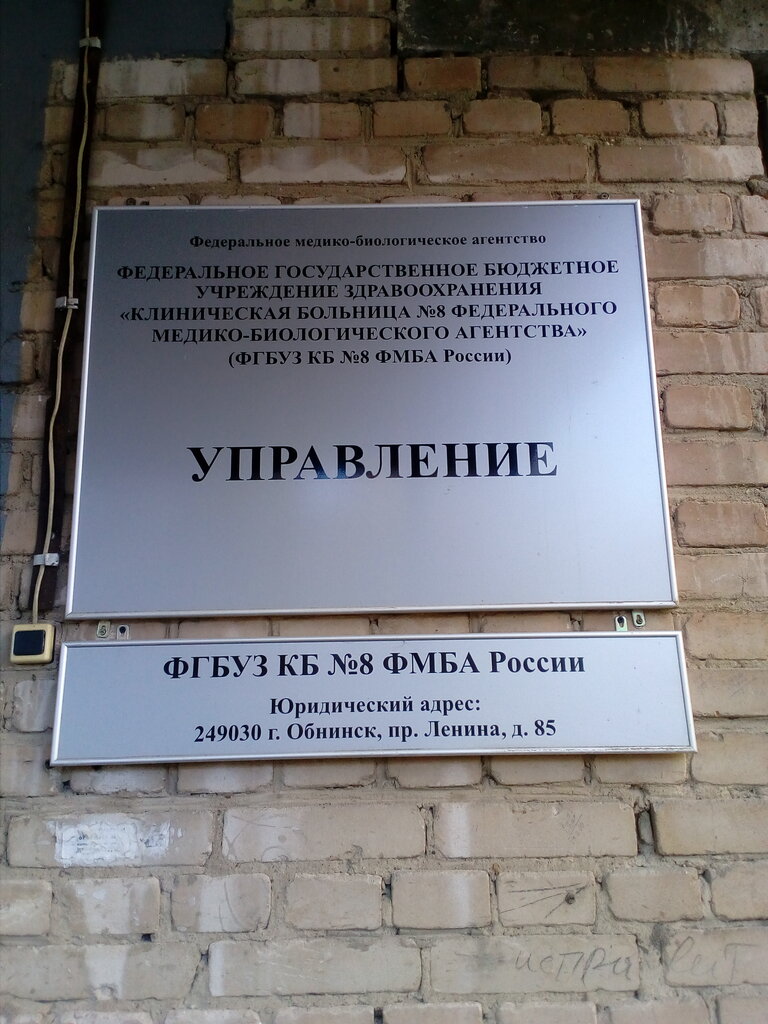 Федеральное медико-биологическое агентство
ФЕДЕРАЛЬНОЕ ГОСУДАРСТВЕННОЕ БЮДЖЕТНОЕ
УЧРЕЖДЕНИЕ ЗДРАВООХРАНЕНИЯ
«КЛИНИЧЕСКАЯ БОЛЬНИЦА №8 ФЕДЕРАЛЬНОГО
МЕДИКО-БИОЛОГИЧЕСКОГО АГЕНТСТВА»
(ФГБУЗ КБ №8 ФМБА России)
УПРАВЛЕНИЕ
ФГБУЗ КБ №8 ФМБА России
Юридический адрес:
249030 г. Обнинск, пр. Ленина, д. 85